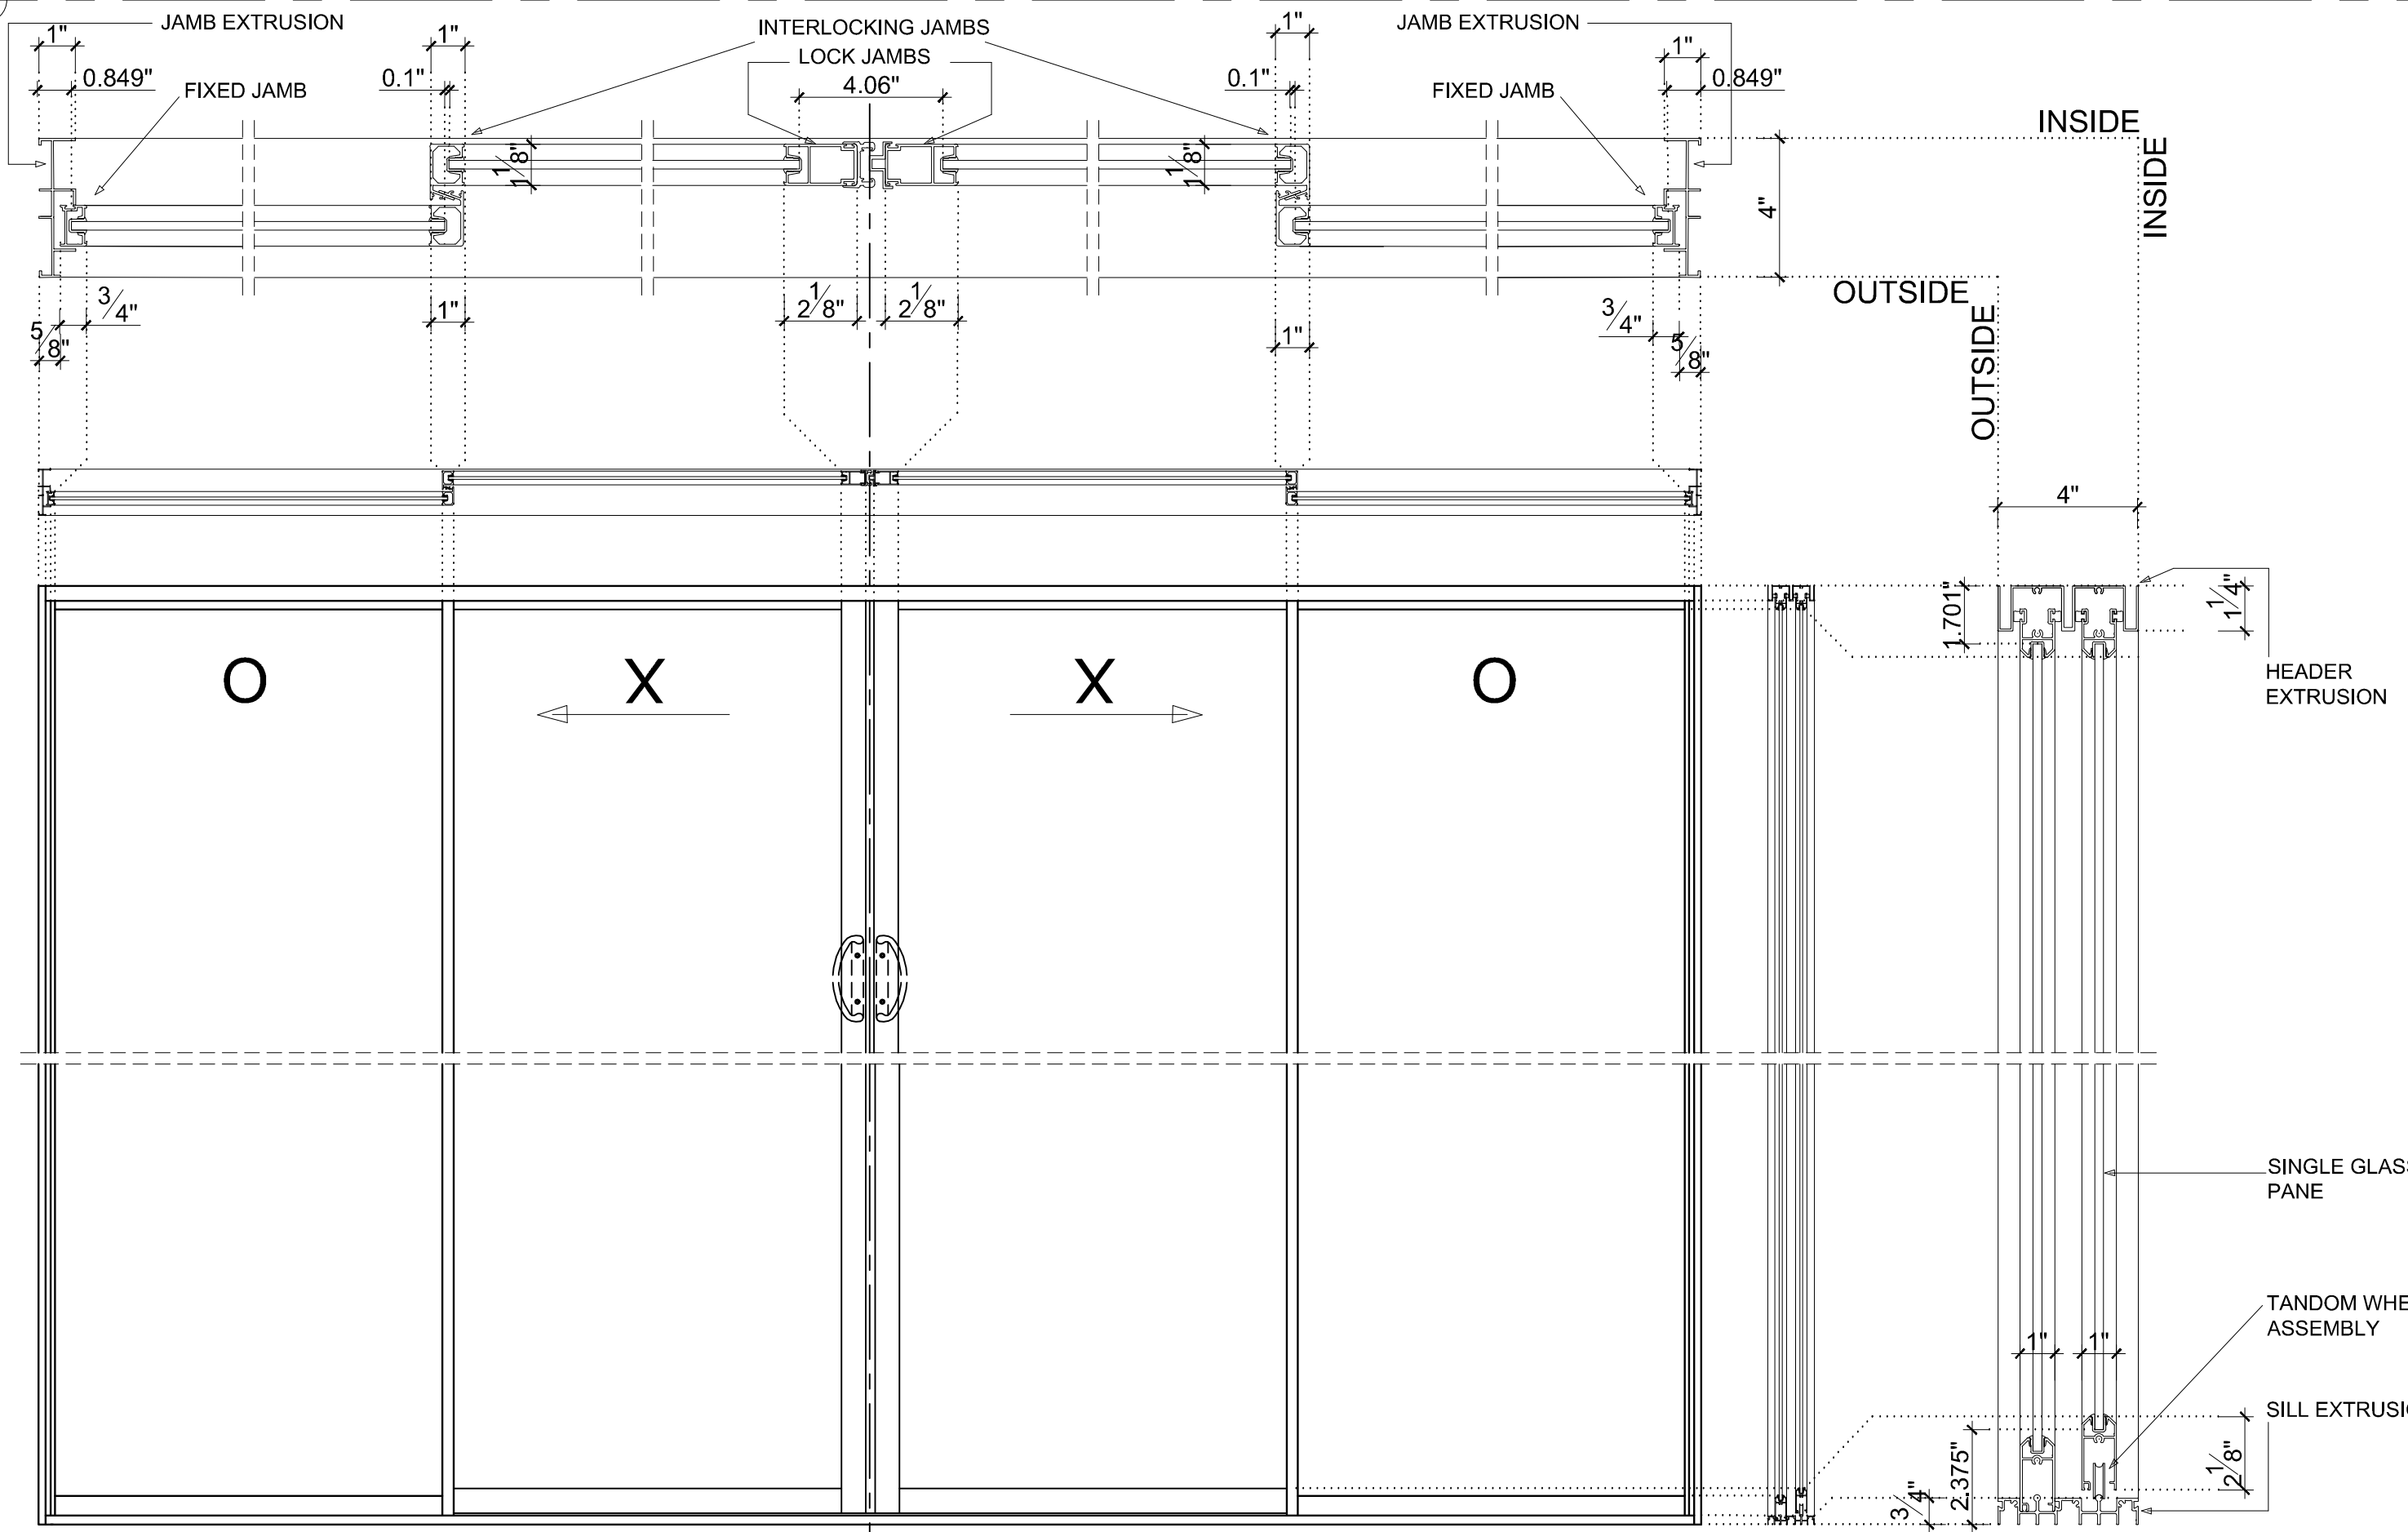 JAMB EXTRUSION
INTERLOCKING JAMBS
JAMB EXTRUSION
1"
1"
1"
1"
LOCK JAMBS
0.849"
0.1"
4.06"
0.1"
0.849"
FIXED JAMB
FIXED JAMB
INSIDE
INSIDE
1 1/8"
1 1/8"
4"
OUTSIDE
OUTSIDE
3/4"
1"
2 1/8"
2 1/8"
3/4"
5/8"
1"
5/8"
4"
1.701"
1 1/4"
O
X
X
O
HEADER
EXTRUSION
SINGLE
PANE
TANDOM
ASSEMBLY
1"
1"
SILL
2.375"
2 1/8"
3/4"